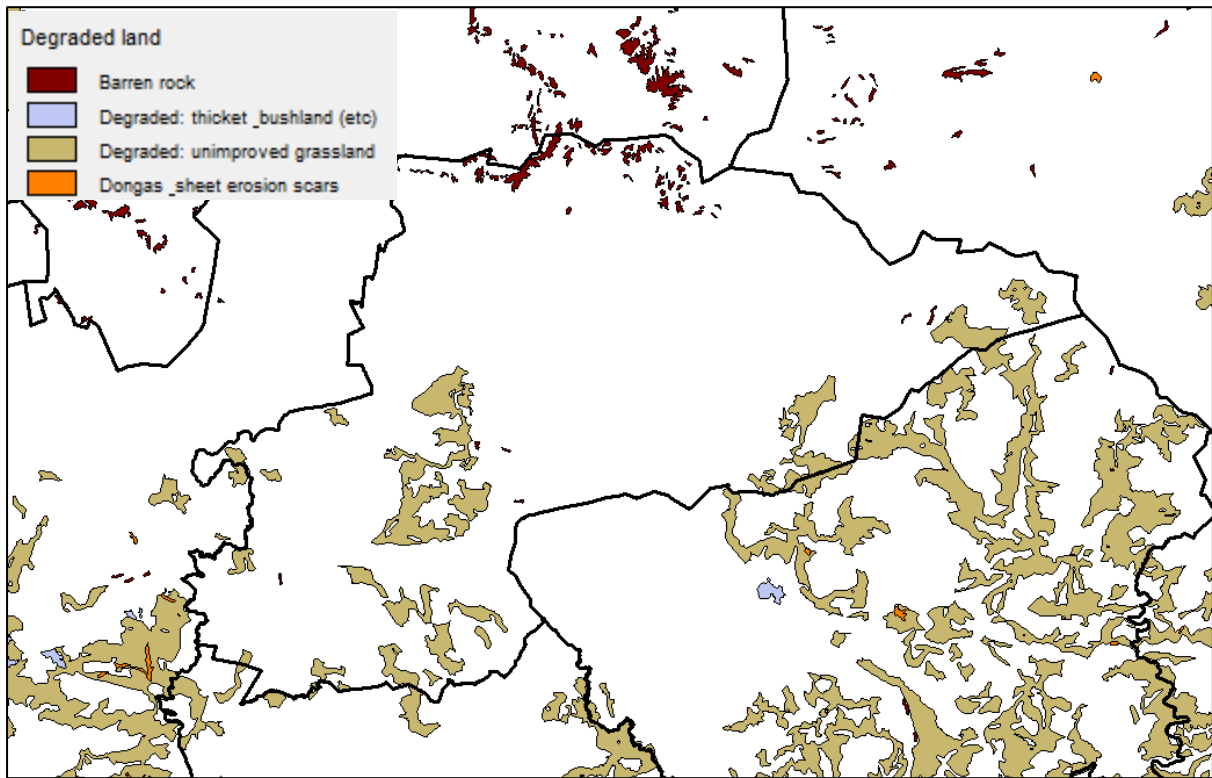 Degraded land
Barren rock
Degraded: thicket _bushland (etc)
Degraded: unimproved grassland
Dongas _sheet erosion scars